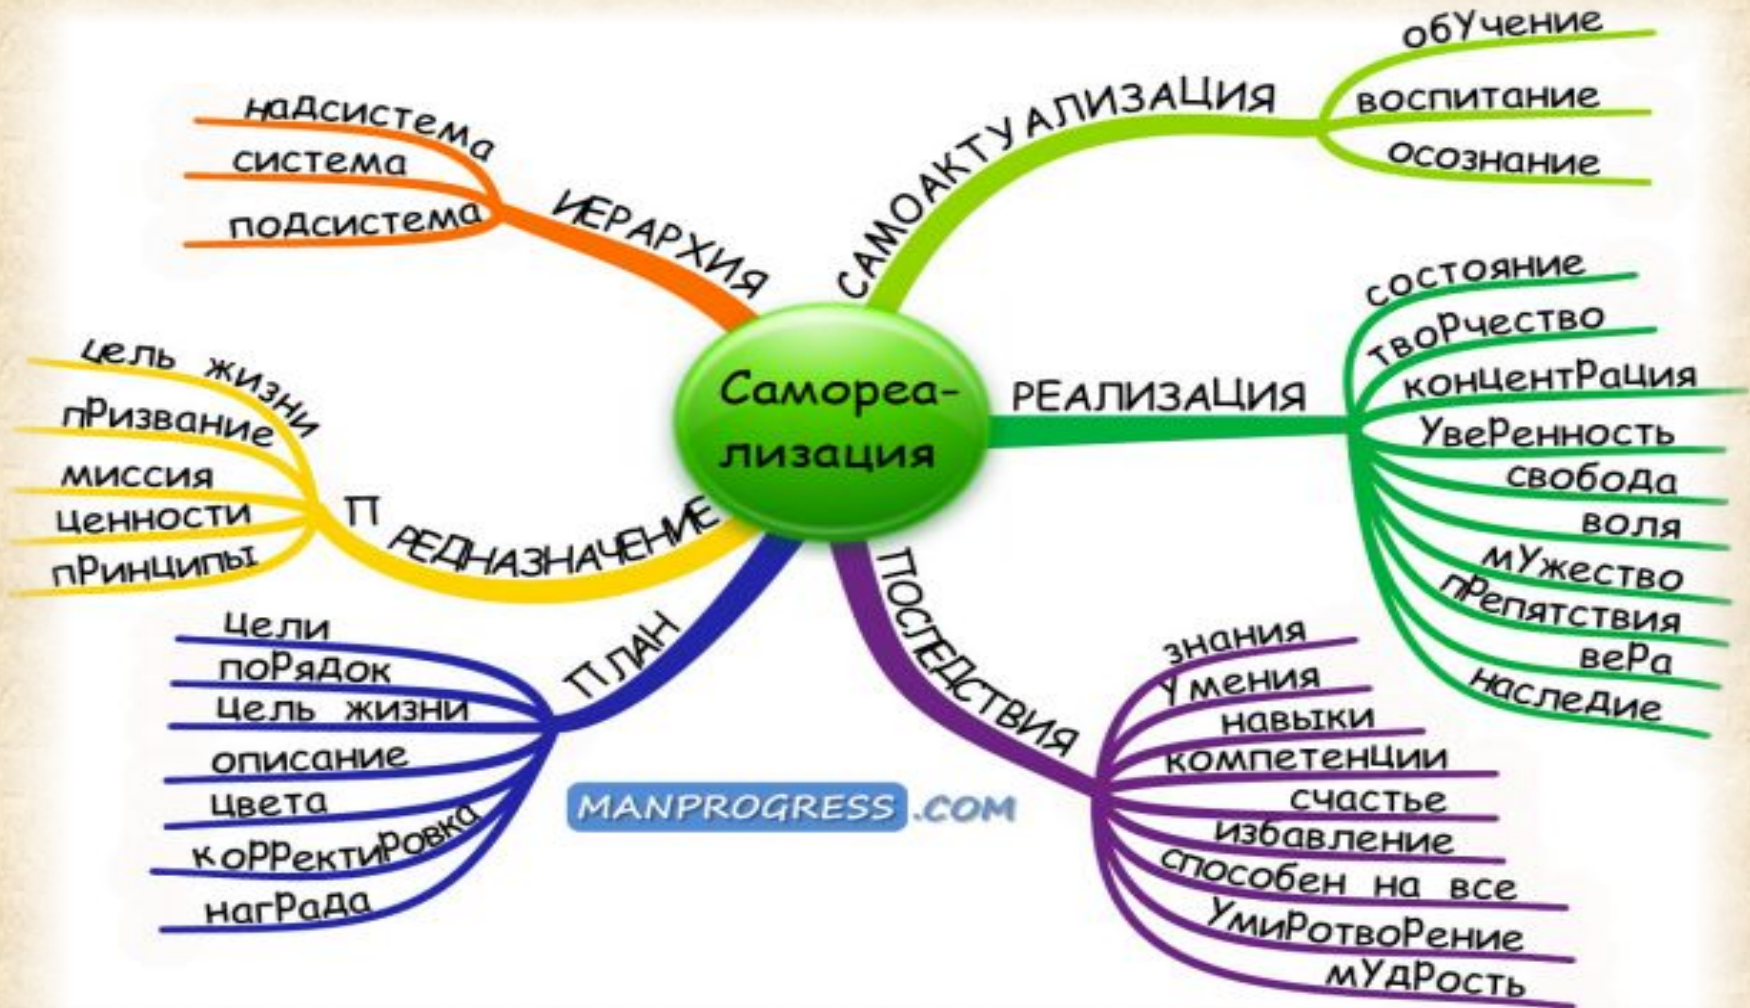 Самореа-
лизация
САМОАКТУАЛИЗАЦИЯ
обУчение
воспитание
осознание
РЕАЛИЗАЦИЯ
состояние
твоРчество
конЦентРаЦия
УвеРенность
свобода
воля
мУжество
пРепятствия
веРа
наследие
ПОСЛЕДСТВИЯ
знания
Умения
навыки
компетенЦии
счастье
избавление
способен на все
УмиРотвоРение
мУдРость
ПЛАН
Цели
поРядок
Цель жизни
описание
Цвета
коРРектиРовка
нагРада
ПРЕДНАЗНАЧЕНИЕ
Цель жизни
пРизвание
миссия
Ценности
пРинЦипы
ИЕРАРХИЯ
надсистема
система
подсистема
MANPROGRESS.COM